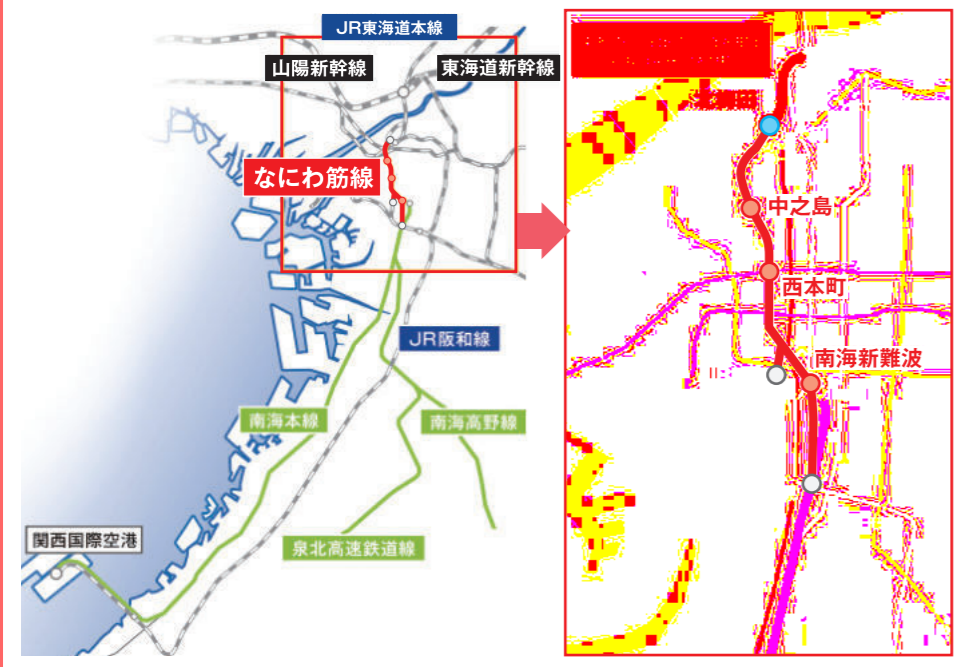 JR東海道本線
山陽新幹線
東海道新幹線
なにわ筋線
JR阪和線
南海本線
南海高野線
関西国際空港
泉北高速鉄道線
中之島
西本町
南海新難波